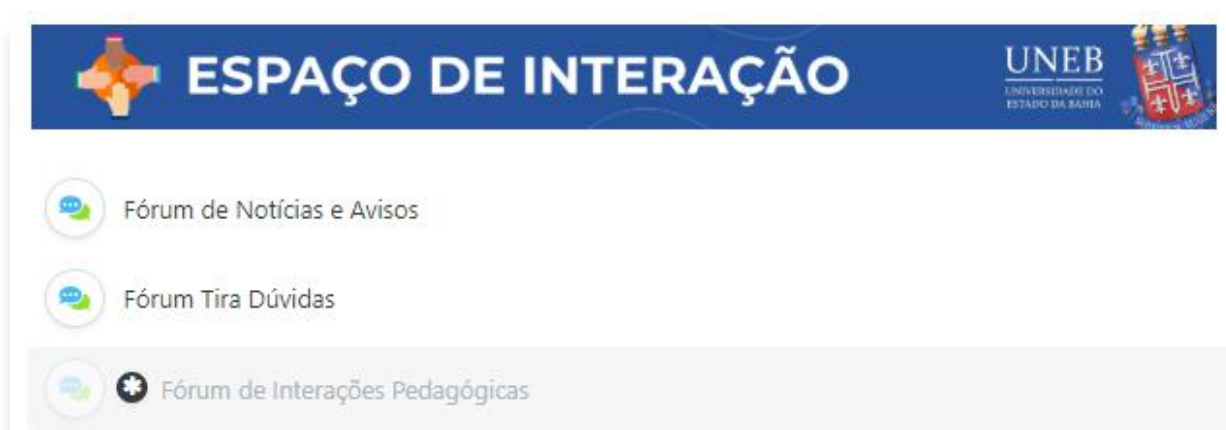 ESPAÇO DE INTERAÇÃO
UNEB
UNIVERSIDADE DO
ESTADO DA BAHIA
Fórum de Notícias e Avisos
Fórum Tira Dúvidas
Fórum de Interações Pedagógicas